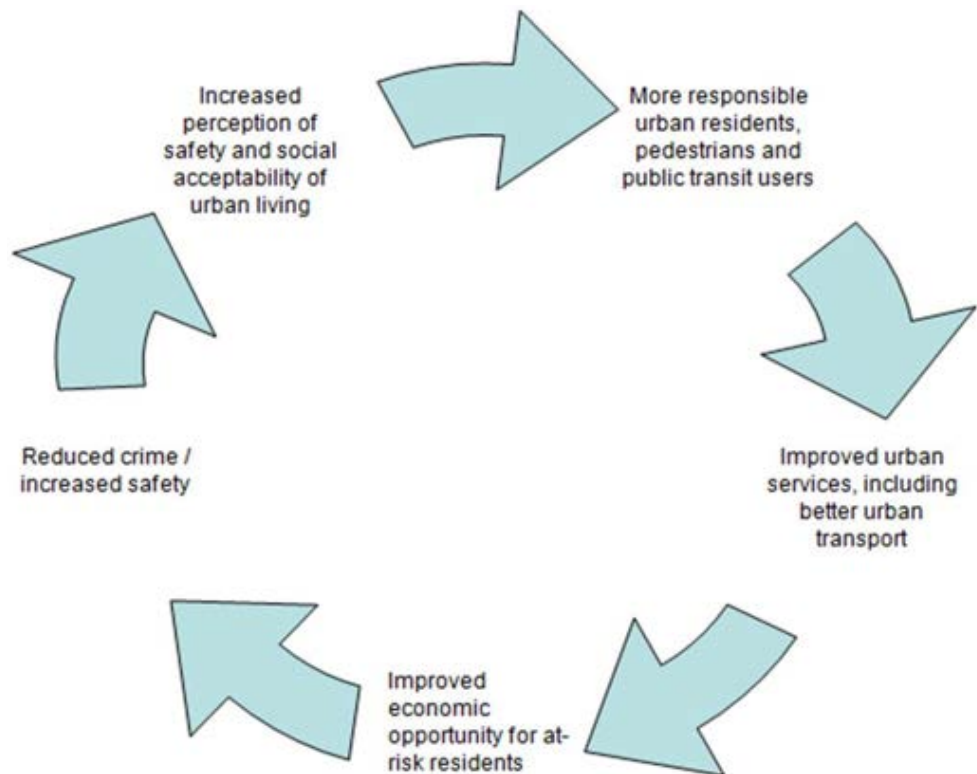 Increased
perception of
safety and social
acceptability of
urban living
More responsible
urban residents,
pedestrians and
public transit users
Improved urban
services, including
better urban
transport
Improved
economic
opportunity for at-
risk residents
Reduced crime /
increased safety